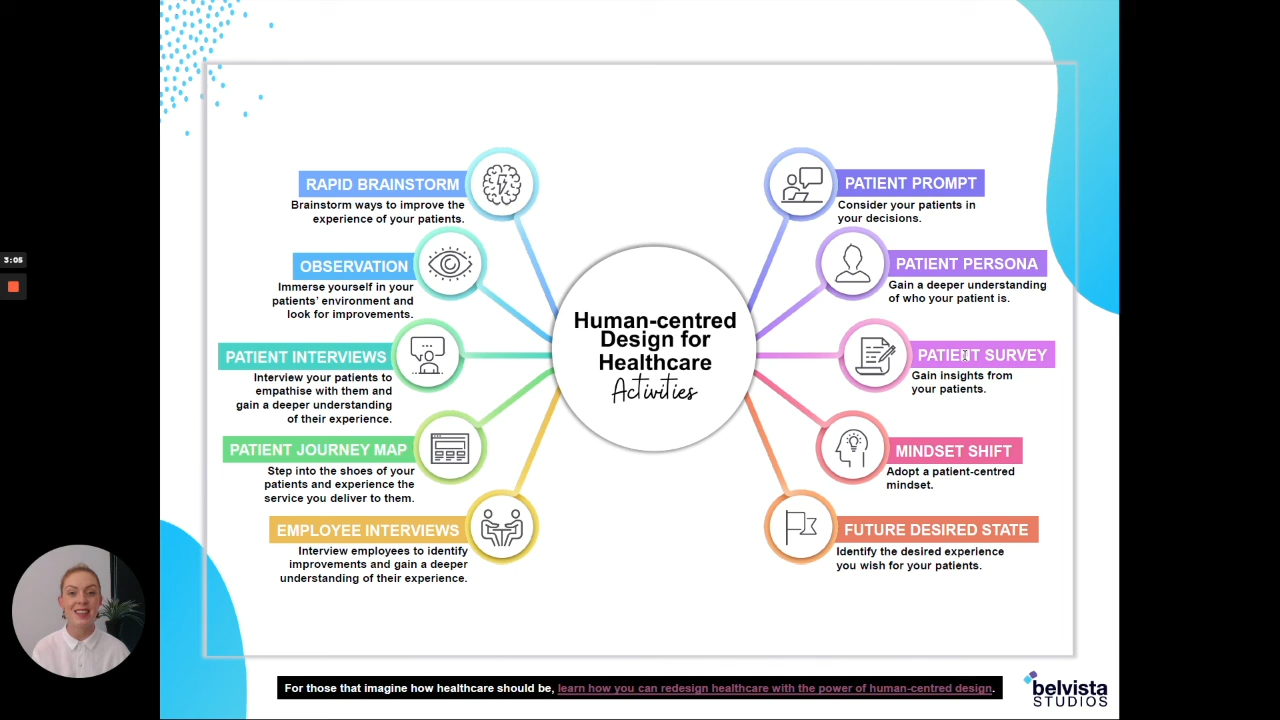 3:05
Human-centred
Design for
Healthcare
Activities
RAPID BRAINSTORM
Brainstorm ways to improve the
experience of your patients.
OBSERVATION
Immerse yourself in your
patients' environment and
look for improvements.
PATIENT INTERVIEWS
Interview your patients to
empathise with them and
gain a deeper understanding
of their experience.
PATIENT JOURNEY MAP
Step into the shoes of your
patients and experience the
service you deliver to them.
EMPLOYEE INTERVIEWS
Interview employees to identify
improvements and gain a deeper
understanding of their experience.
PATIENT PROMPT
Consider your patients in
your decisions.
PATIENT PERSONA
Gain a deeper understanding
of who your patient is.
PATIENT SURVEY
Gain insights from
your patients.
MINDSET SHIFT
Adopt a patient-centred
mindset.
FUTURE DESIRED STATE
Identify the desired experience
you wish for your patients.
For those that imagine how healthcare should be, learn how you can redesign healthcare with the power of human-centred design.
belvista
STUDIOS